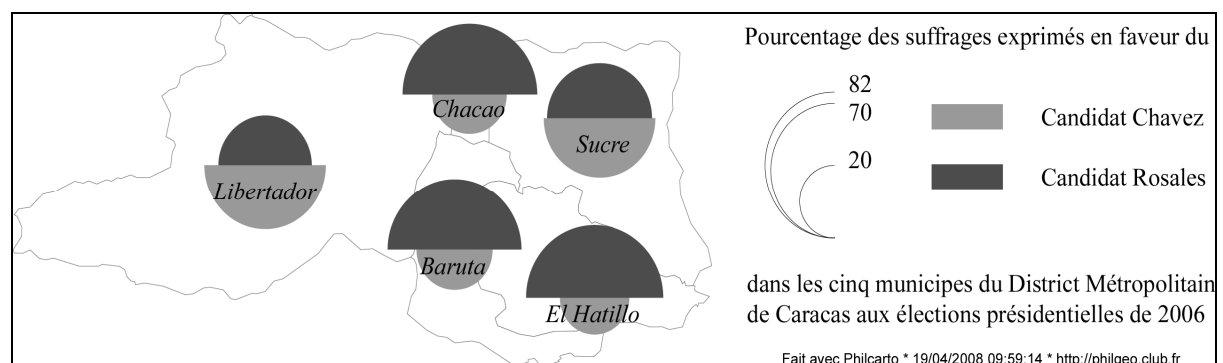 Pourcentage des suffrages exprimés en faveur du
82
70
20
Candidat Chavez
Candidat Rosales
Chacao
Sucre
Libertador
Baruta
El Hatillo
dans les cinq municipes du District Métropolitain
de Caracas aux élections présidentielles de 2006
Fait avec Philcarto * 19/04/2008 09:59:14 * http://philgeo.club.fr